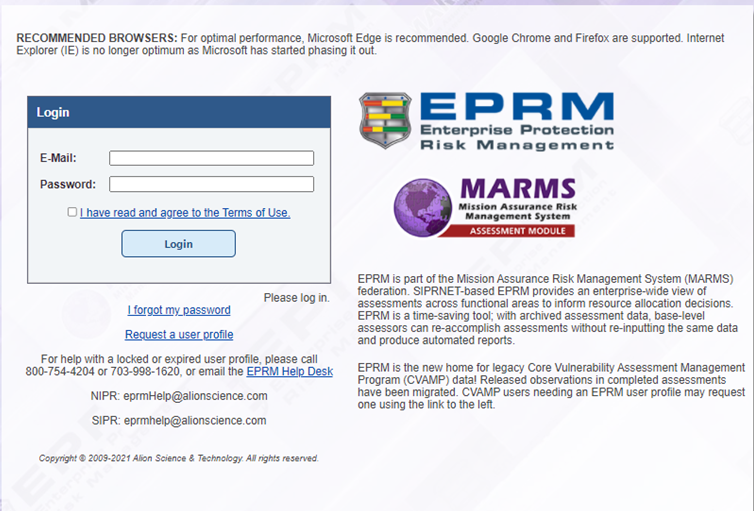 RECOMMENDED BROWSERS: For optimal performance, Microsoft Edge is recommended. Google Chrome and Firefox are supported. Internet
Explorer (IE) is no longer optimum as Microsoft has started phasing it out.
Login
E-Mail:
Password:
I have read and agree to the Terms of Use.
Login
Please log in.
I forgot my password
Request a user profile
For help with a locked or expired user profile, please call
800-754-4204 or 703-998-1620, or email the EPRM Help Desk
NIPR: eprmHelp@alionscience.com
SIPR: eprmhelp@alionscience.com
Copyright © 2009-2021 Alion Science & Technology. All rights reserved.
EPRM
Enterprise Protection
Risk Management
MARMS
Mission Assurance Risk
Management System
ASSESSMENT MODULE
EPRM is part of the Mission Assurance Risk Management System (MARMS)
federation. SIPRNET-based EPRM provides an enterprise-wide view of
assessments across functional areas to inform resource allocation decisions.
EPRM is a time-saving tool; with archived assessment data, base-level
assessors can re-accomplish assessments without re-inputting the same data
and produce automated reports.
EPRM is the new home for legacy Core Vulnerability Assessment Management
Program (CVAMP) data! Released observations in completed assessments
have been migrated. CVAMP users needing an EPRM user profile may request
one using the link to the left.